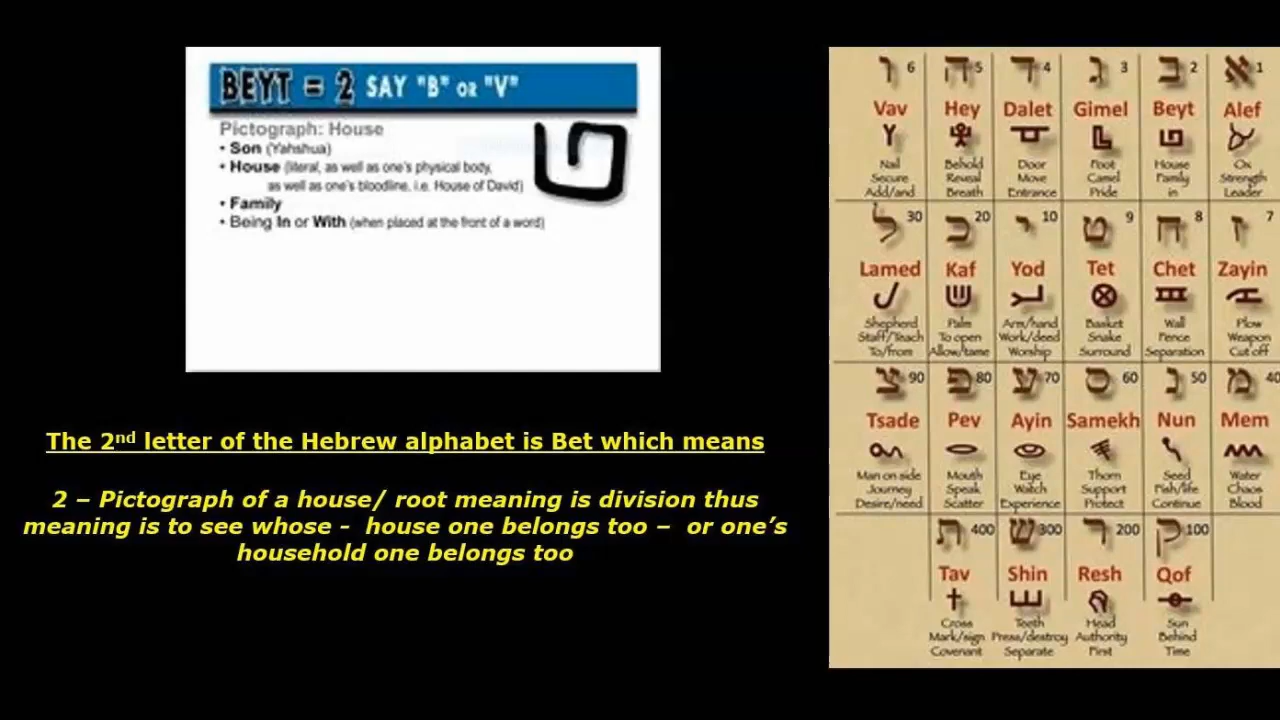 BEYT = 2 SAY "B" OR "V"
Pictograph: House
• Son (Yahshua)
• House (literal, as well as one's physical body,
as well as one's bloodline, i.e. House of David)
• Family
• Being In or With (when placed at the front of a word)
The 2nd letter of the Hebrew alphabet is Bet which means
2 – Pictograph of a house/ root meaning is division thus
meaning is to see whose - house one belongs too – or one's
household one belongs too
ו 6 ה 5 ד 4 ג 3 ב 2 א 1
Vav Hey Dalet Gimel Beyt Alef
Nail Behold Door Foot House Ox
Secure Reveal Move Camel Family Strength
Add/and Breath Entrance Pride in Leader
ל 30 כ 20 י 10 ט 9 ח 8 ז 7
Lamed Kaf Yod Tet Chet Zayin
Shepherd Palm Arm/hand Basket Wall Plow
Staff/Teach To open Work/deed Snake Fence Weapon
To/from Allow/tame Worship Surround Separation Cut off
צ 90 פ 80 ע 70 ס 60 נ 50 מ 40
Tsade Pey Ayin Samekh Nun Mem
Man on side Mouth Eye Thorn Seed Water
Journey Speak Watch Support Fish/life Chaos
Desire/need Scatter Experience Protect Continue Blood
ת 400 ש 300 ר 200 ק 100
Tav Shin Resh Qof
Cross Teeth Head Sun
Mark/sign Press/destroy Authority Behind
Covenant Separate First Time